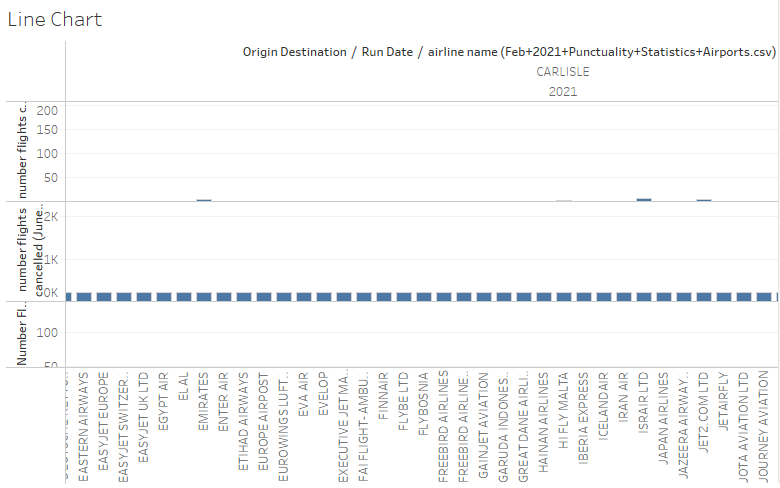 Line Chart
Origin Destination / Run Date / airline name (Feb+2021+Punctuality+Statistics+Airports.csv)
CARLISLE
2021
number flights c..
200
150
100
50
number flights
cancelled (June..
2K
1K
0K
Number Fl..
100
50
EASTERN AIRWAYS
EASYJET EUROPE
EASYJET SWITZER..
EASYJET UK LTD
EGYPT AIR
EL AL
EMIRATES
ENTER AIR
ETIHAD AIRWAYS
EUROPE AIRPOST
EUROWINGS LUFT..
EVA AIR
EVELOP
EXECUTIVE JET MA..
FAI FLIGHT- AMBU..
FINNAIR
FLYBE LTD
FLYBOSNIA
FREEBIRD AIRLINES
FREEBIRD AIRLINE..
GAINJET AVIATION
GARUDA INDONES..
GREAT DANE AIRLI..
HAINAN AIRLINES
HI FLY MALTA
IBERIA EXPRESS
ICELANDAIR
IRAN AIR
ISRAIR LTD
JAPAN AIRLINES
JAZEERA AIRWAY..
JET2.COM LTD
JETAIRFLY
JOTA AVIATION LTD
JOURNEY AVIATION